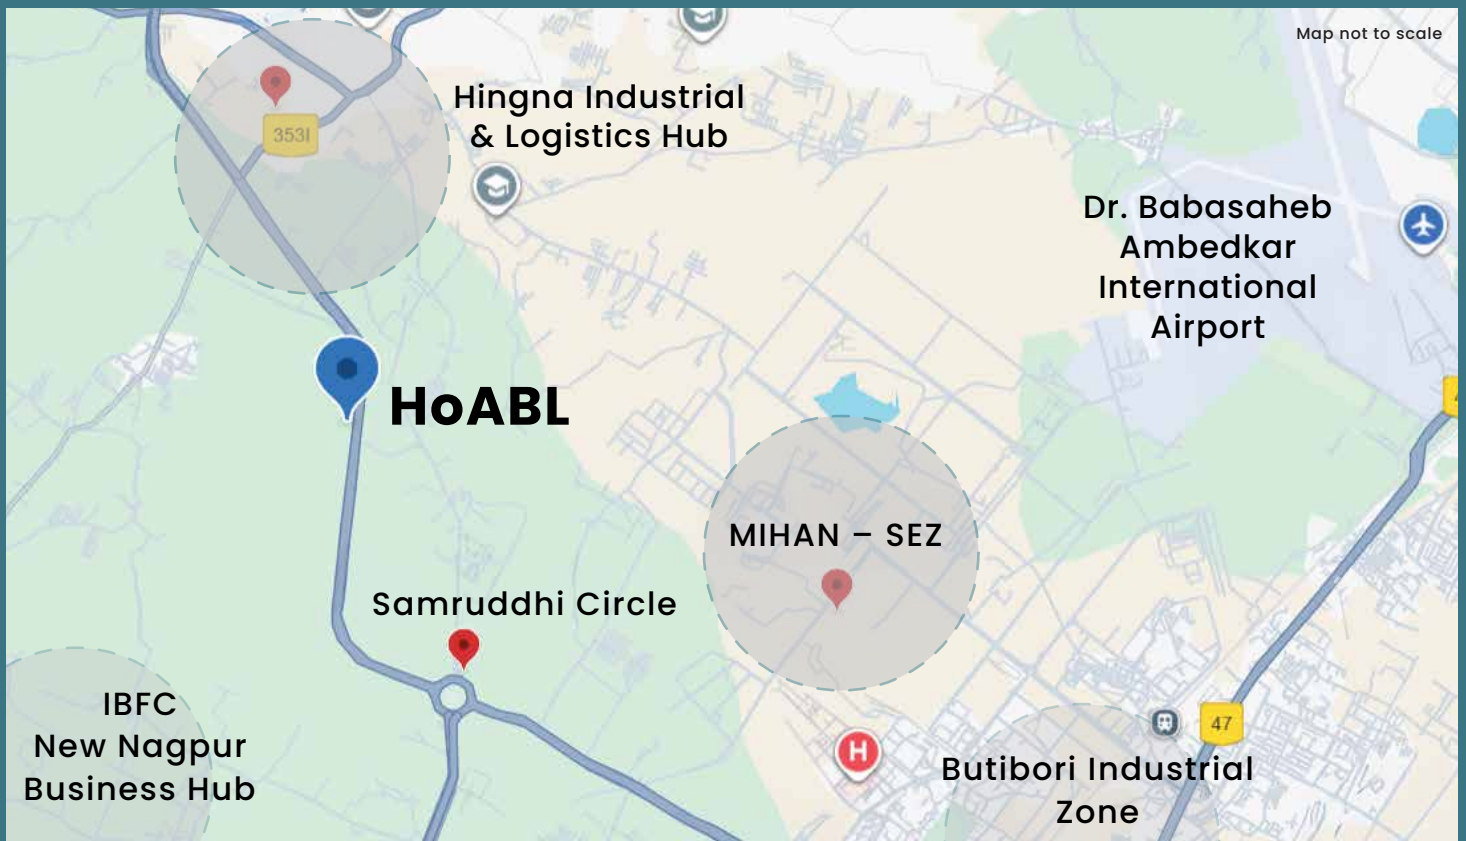 Map not to scale
Hingna Industrial
& Logistics Hub
353I
Dr. Babasaheb
Ambedkar
International
Airport
HoABL
MIHAN – SEZ
Samruddhi Circle
IBFC
New Nagpur
Business Hub
H
47
Butibori Industrial
Zone